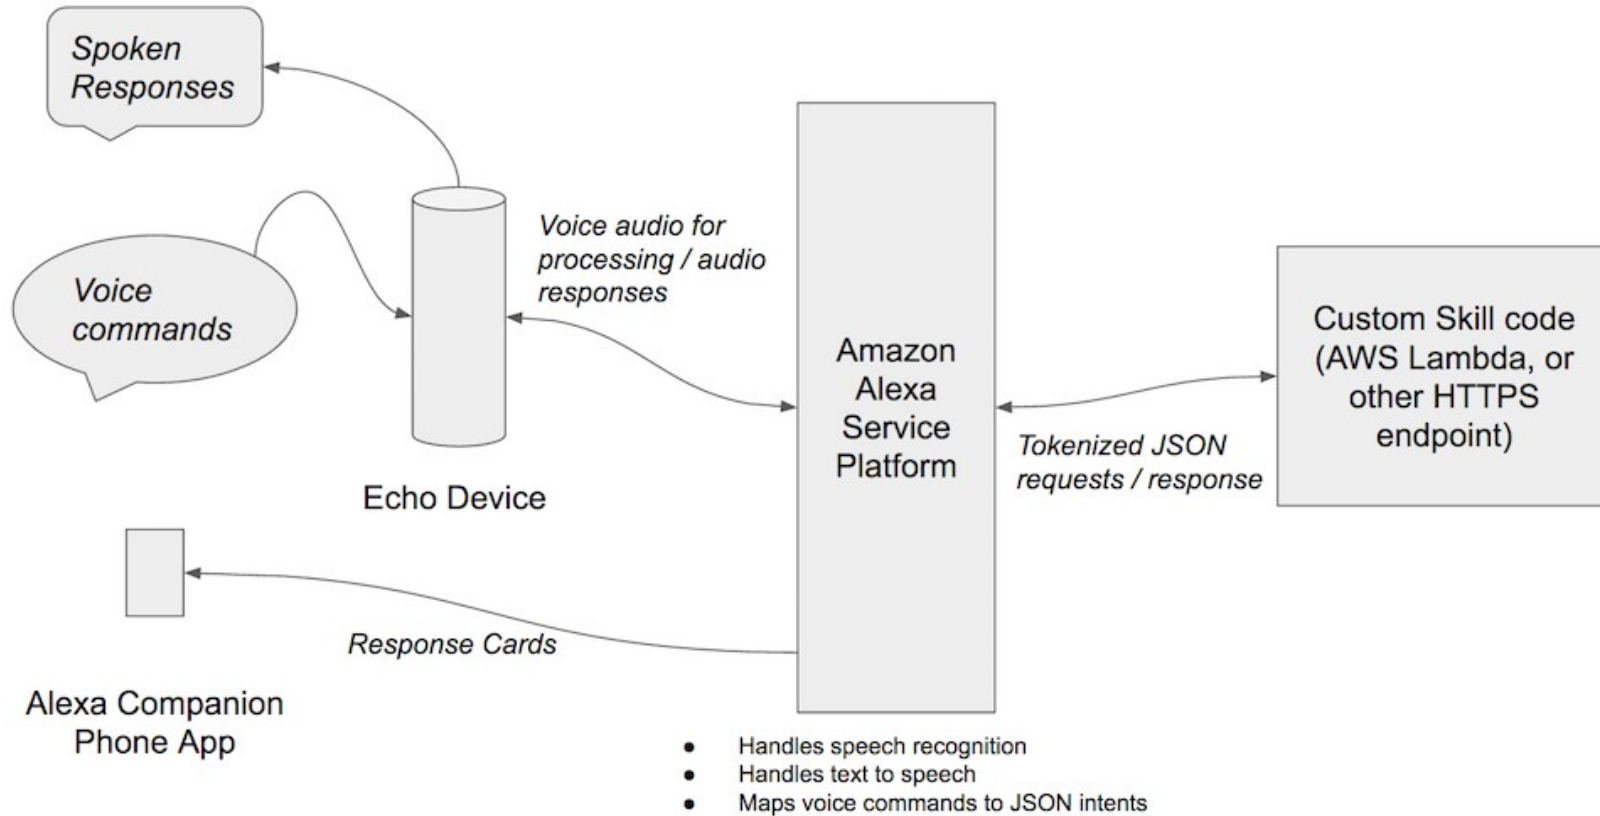 Spoken
Responses
Voice
commands
Echo Device
Voice audio for
processing / audio
responses
Amazon
Alexa
Service
Platform
Tokenized JSON
requests / response
Custom Skill code
(AWS Lambda, or
other HTTPS
endpoint)
Response Cards
Alexa Companion
Phone App
● Handles speech recognition
● Handles text to speech
● Maps voice commands to JSON intents